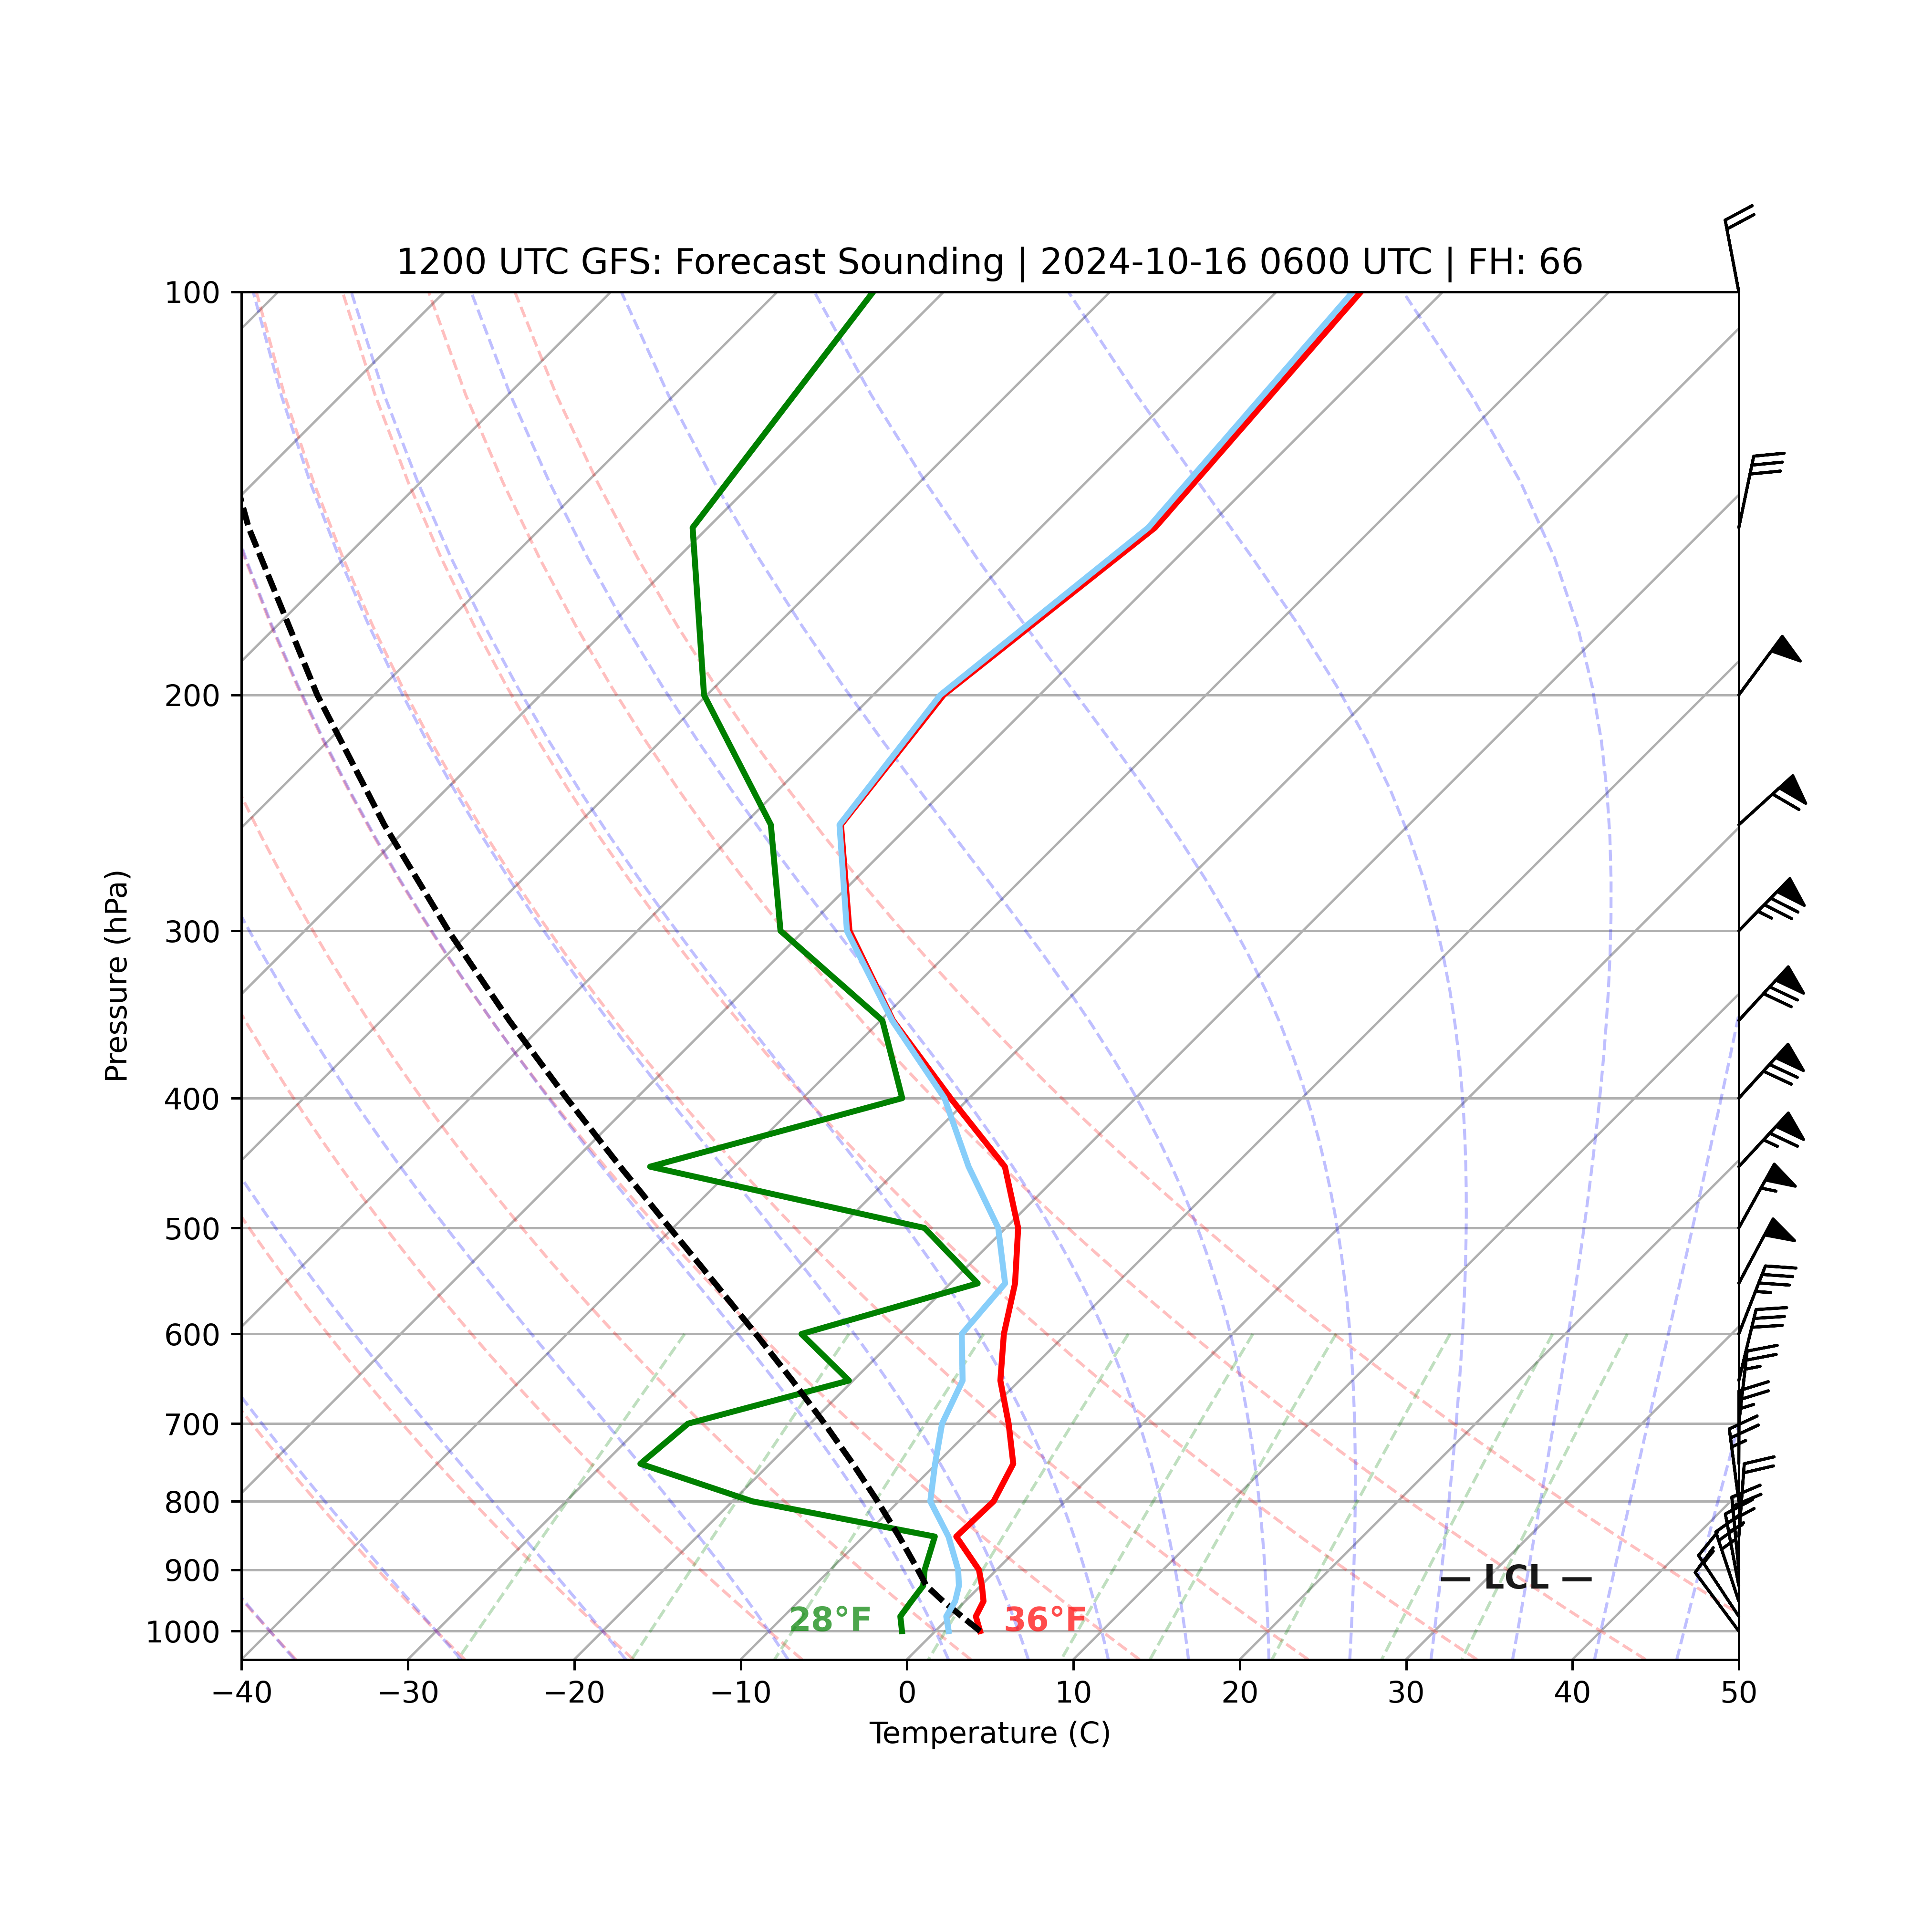 1200 UTC GFS: Forecast Sounding | 2024-10-16 0600 UTC | FH: 66
100
200
300
400
500
600
700
800
900
1000
Pressure (hPa)
— LCL —
28°F
36°F
−40 −30 −20 −10 0 10 20 30 40 50
Temperature (C)